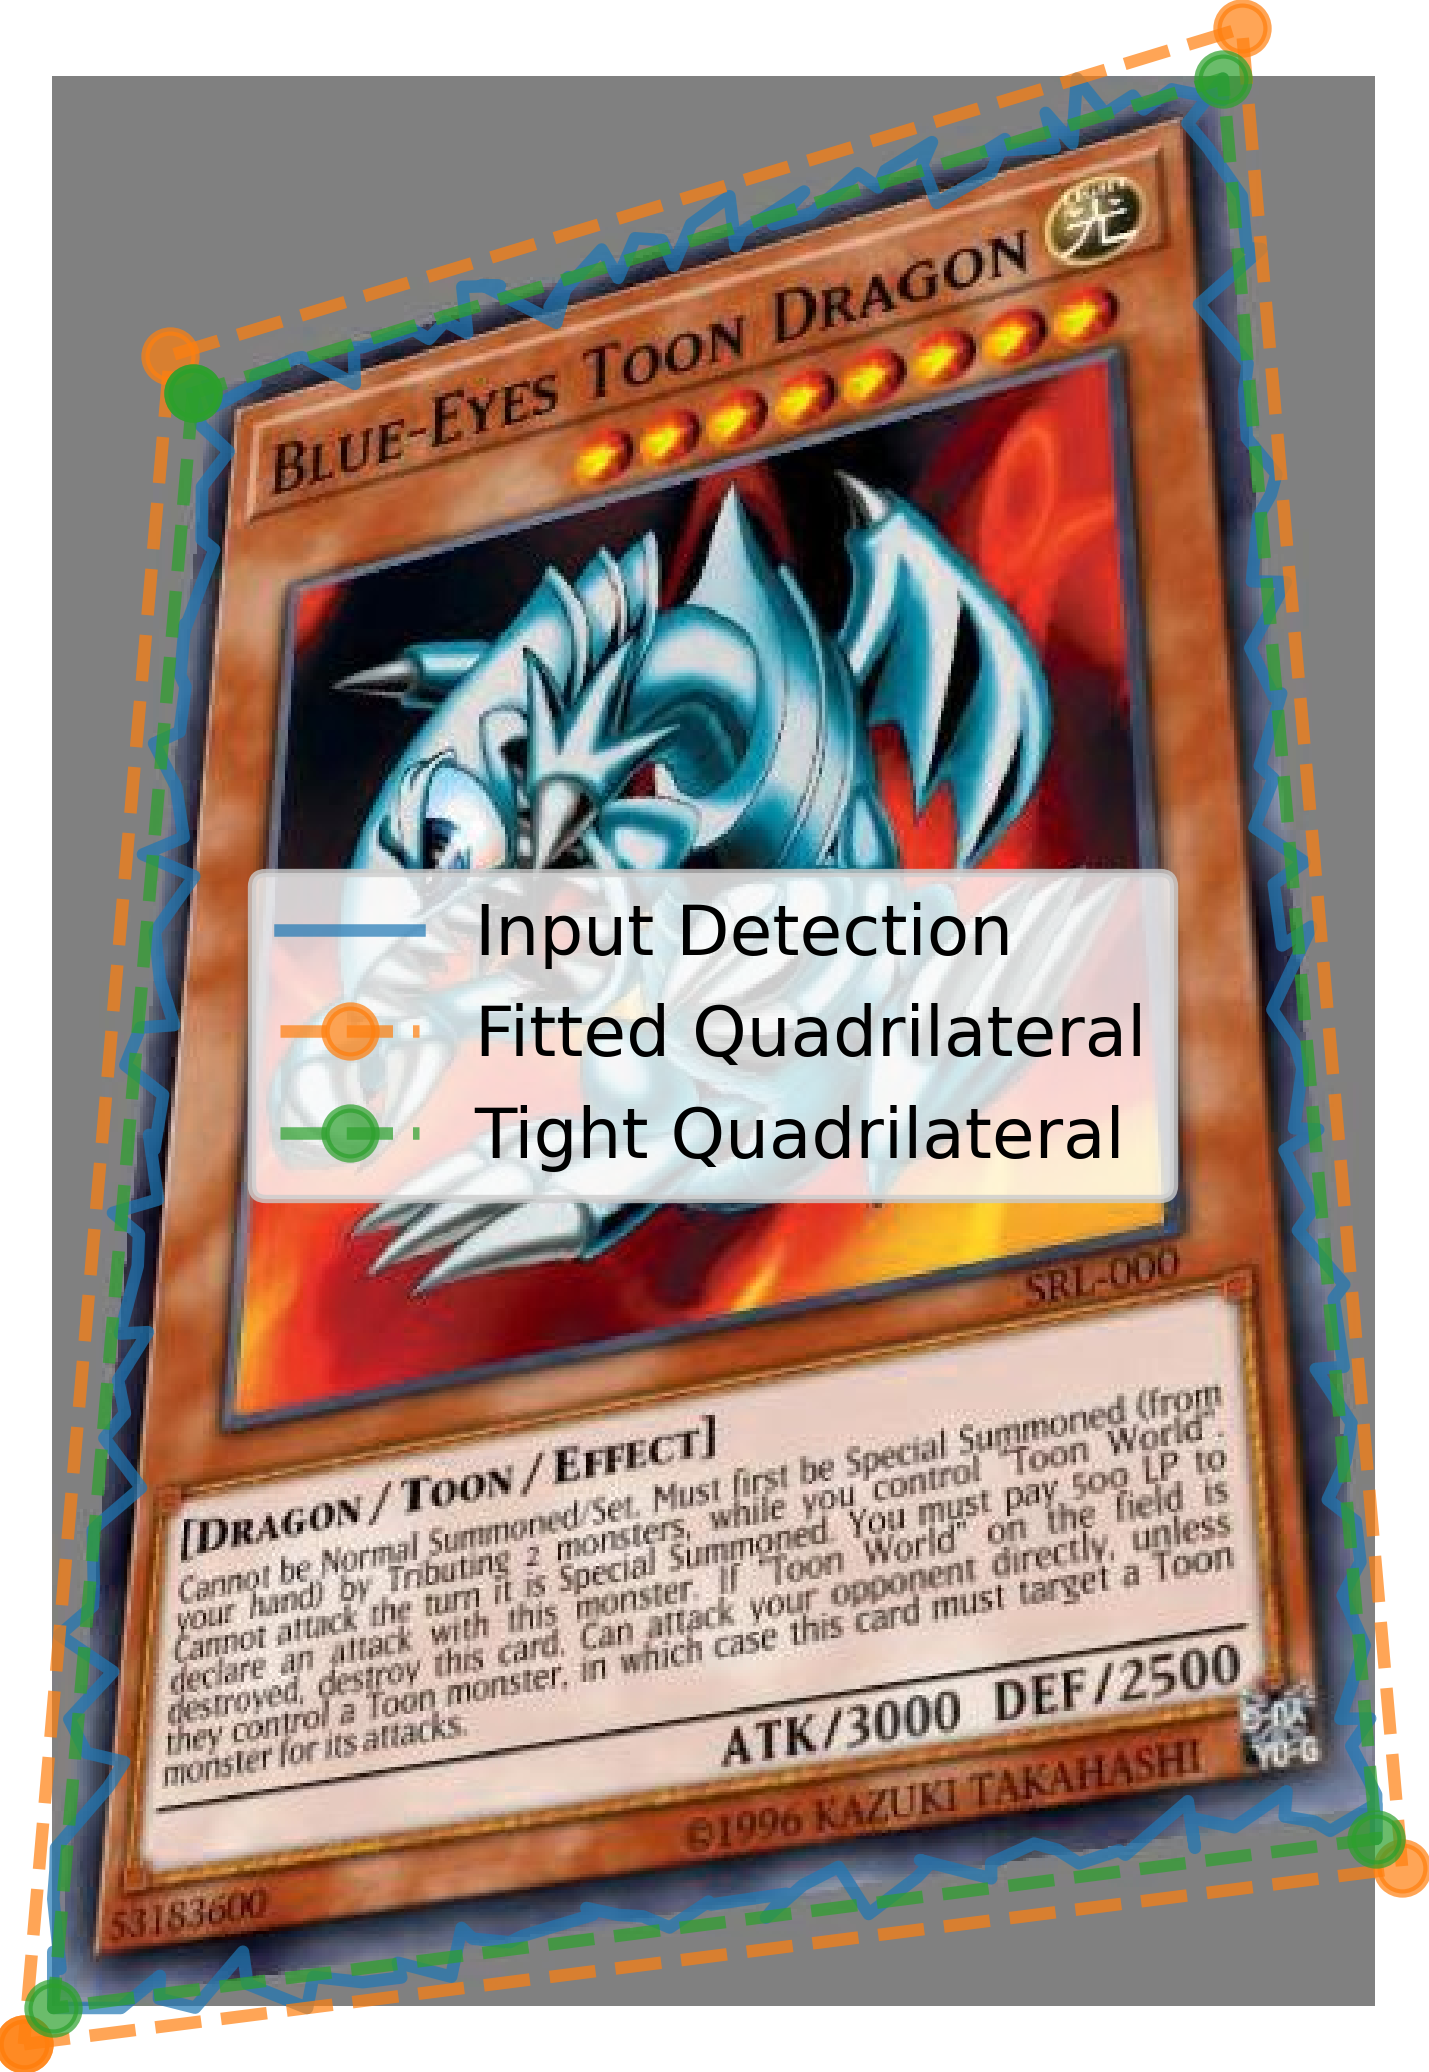 BLUE-EYES TOON DRAGON
光
Input Detection
Fitted Quadrilateral
Tight Quadrilateral
SRL-000
[DRAGON / TOON / EFFECT]
Cannot be Normal Summoned/Set. Must first be Special Summoned (from
your hand) by Tributing 2 monsters, while you control "Toon World".
Cannot attack the turn it is Special Summoned. You must pay 500 LP to
declare an attack with this monster. If "Toon World" on the field is
destroyed, destroy this card. Can attack your opponent directly, unless
they control a Toon monster, in which case this card must target a Toon
monster for its attacks.
ATK/3000 DEF/2500
53183600
©1996 KAZUKI TAKAHASHI